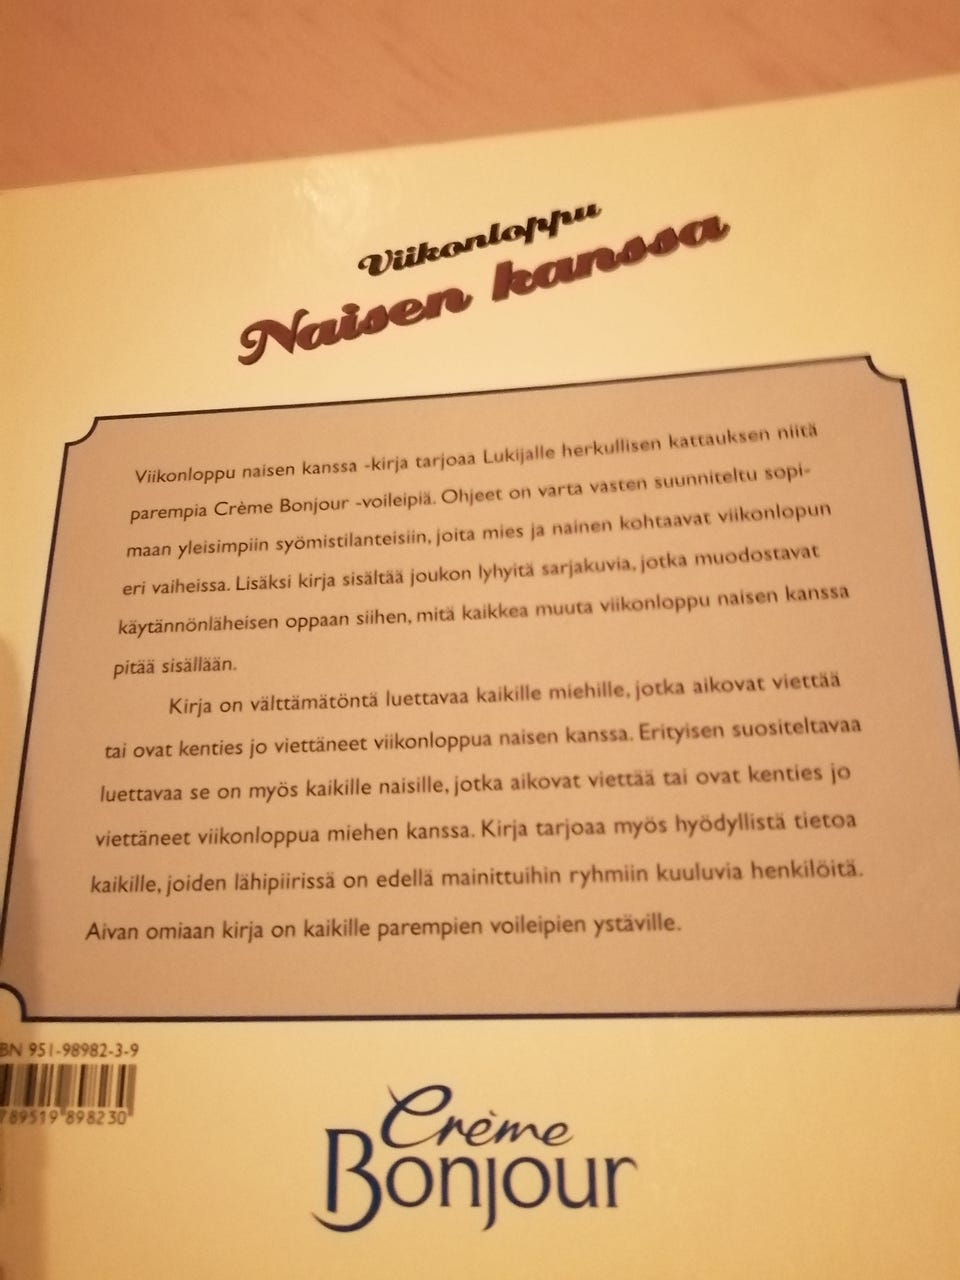 Viikonloppu
Naisen kanssa
Viikonloppu naisen kanssa -kirja tarjoaa Lukijalle herkullisen kattauksen niitä
parempia Crème Bonjour -voileipiä. Ohjeet on varta vasten suunniteltu sopi-
maan yleisimpiin syömistilanteisiin, joita mies ja nainen kohtaavat viikonlopun
eri vaiheissa. Lisäksi kirja sisältää joukon lyhyitä sarjakuvia, jotka muodostavat
käytännönläheisen oppaan siihen, mitä kaikkea muuta viikonloppu naisen kanssa
pitää sisällään.
Kirja on välttämätöntä luettavaa kaikille miehille, jotka aikovat viettää
tai ovat kenties jo viettäneet viikonloppua naisen kanssa. Erityisen suositeltavaa
luettavaa se on myös kaikille naisille, jotka aikovat viettää tai ovat kenties jo
viettäneet viikonloppua miehen kanssa. Kirja tarjoaa myös hyödyllistä tietoa
kaikille, joiden lähipiirissä on edellä mainittuihin ryhmiin kuuluvia henkilöitä.
Aivan omiaan kirja on kaikille parempien voileipien ystäville.
BN 951-98982-3-9
789519 898230
Crème
Bonjour